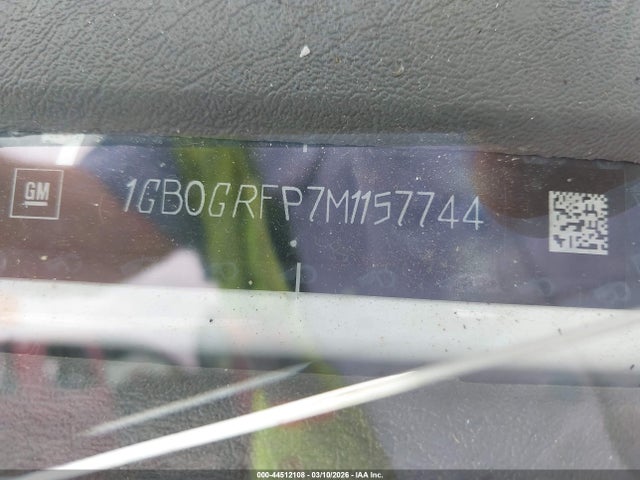 GM
1GB0GRFP7M1157744
000-44512108 - 03/10/2026 - IAA Inc.